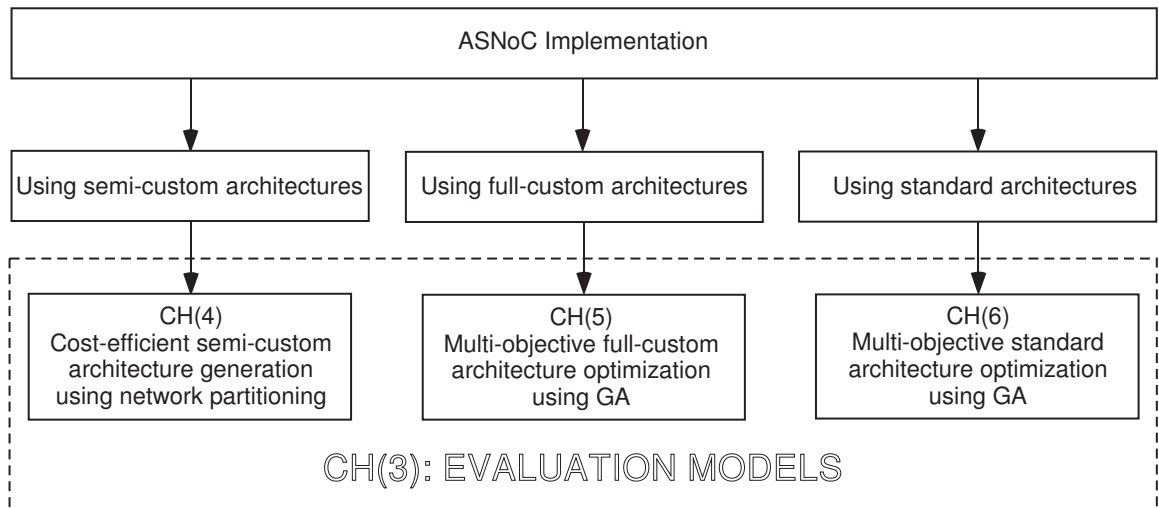 ASNoC Implementation
Using semi-custom architectures
Using full-custom architectures
Using standard architectures
CH(4)
Cost-efficient semi-custom
architecture generation
using network partitioning
CH(5)
Multi-objective full-custom
architecture optimization
using GA
CH(6)
Multi-objective standard
architecture optimization
using GA
CH(3): EVALUATION MODELS